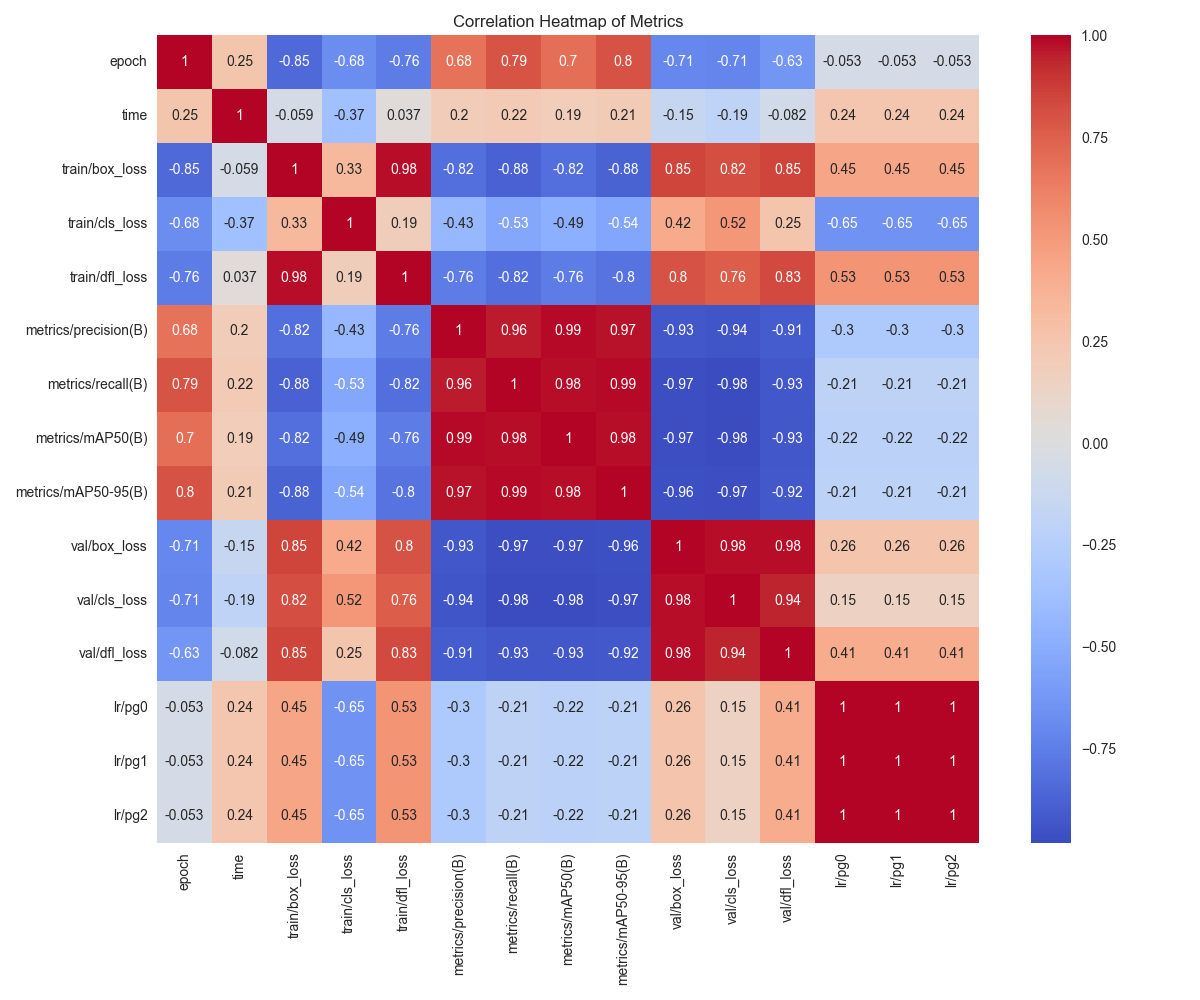 Correlation Heatmap of Metrics
epoch 1 0.25 -0.85 -0.68 -0.76 0.68 0.79 0.7 0.8 -0.71 -0.71 -0.63 -0.053 -0.053 -0.053
time 0.25 1 -0.059 -0.37 0.037 0.2 0.22 0.19 0.21 -0.15 -0.19 -0.082 0.24 0.24 0.24
train/box_loss -0.85 -0.059 1 0.33 0.98 -0.82 -0.88 -0.82 -0.88 0.85 0.82 0.85 0.45 0.45 0.45
train/cls_loss -0.68 -0.37 0.33 1 0.19 -0.43 -0.53 -0.49 -0.54 0.42 0.52 0.25 -0.65 -0.65 -0.65
train/dfl_loss -0.76 0.037 0.98 0.19 1 -0.76 -0.82 -0.76 -0.8 0.8 0.76 0.83 0.53 0.53 0.53
metrics/precision(B) 0.68 0.2 -0.82 -0.43 -0.76 1 0.96 0.99 0.97 -0.93 -0.94 -0.91 -0.3 -0.3 -0.3
metrics/recall(B) 0.79 0.22 -0.88 -0.53 -0.82 0.96 1 0.98 0.99 -0.97 -0.98 -0.93 -0.21 -0.21 -0.21
metrics/mAP50(B) 0.7 0.19 -0.82 -0.49 -0.76 0.99 0.98 1 0.98 -0.97 -0.98 -0.93 -0.22 -0.22 -0.22
metrics/mAP50-95(B) 0.8 0.21 -0.88 -0.54 -0.8 0.97 0.99 0.98 1 -0.96 -0.97 -0.92 -0.21 -0.21 -0.21
val/box_loss -0.71 -0.15 0.85 0.42 0.8 -0.93 -0.97 -0.97 -0.96 1 0.98 0.98 0.26 0.26 0.26
val/cls_loss -0.71 -0.19 0.82 0.52 0.76 -0.94 -0.98 -0.98 -0.97 0.98 1 0.94 0.15 0.15 0.15
val/dfl_loss -0.63 -0.082 0.85 0.25 0.83 -0.91 -0.93 -0.93 -0.92 0.98 0.94 1 0.41 0.41 0.41
lr/pg0 -0.053 0.24 0.45 -0.65 0.53 -0.3 -0.21 -0.22 -0.21 0.26 0.15 0.41 1 1 1
lr/pg1 -0.053 0.24 0.45 -0.65 0.53 -0.3 -0.21 -0.22 -0.21 0.26 0.15 0.41 1 1 1
lr/pg2 -0.053 0.24 0.45 -0.65 0.53 -0.3 -0.21 -0.22 -0.21 0.26 0.15 0.41 1 1 1
epoch
time
train/box_loss
train/cls_loss
train/dfl_loss
metrics/precision(B)
metrics/recall(B)
metrics/mAP50(B)
metrics/mAP50-95(B)
val/box_loss
val/cls_loss
val/dfl_loss
lr/pg0
lr/pg1
lr/pg2
1.00
0.75
0.50
0.25
0.00
−0.25
−0.50
−0.75